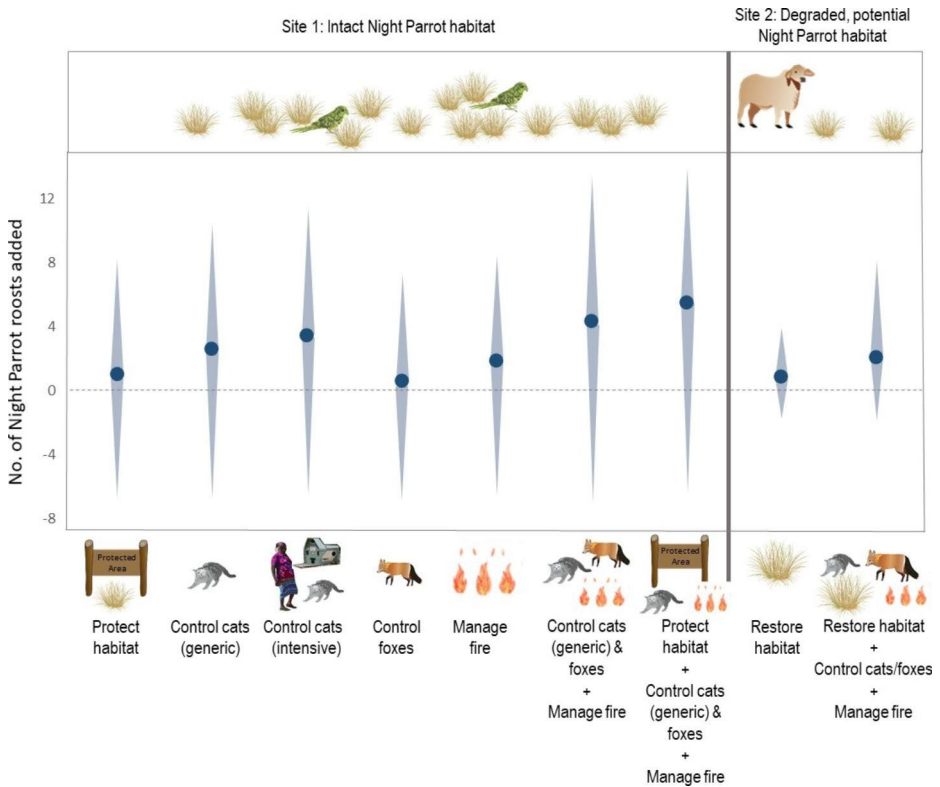 Site 1: Intact Night Parrot habitat
Site 2: Degraded, potential
Night Parrot habitat
No. of Night Parrot roosts added
12
8
4
0
-4
-8
Protected
Area
Protected
Area
Protect
habitat
Control cats
(generic)
Control cats
(intensive)
Control
foxes
Manage
fire
Control cats
(generic) &
foxes
+
Manage fire
Protect
habitat
+
Control cats
(generic) &
foxes
+
Manage fire
Restore
habitat
Restore habitat
+
Control cats/foxes
+
Manage fire